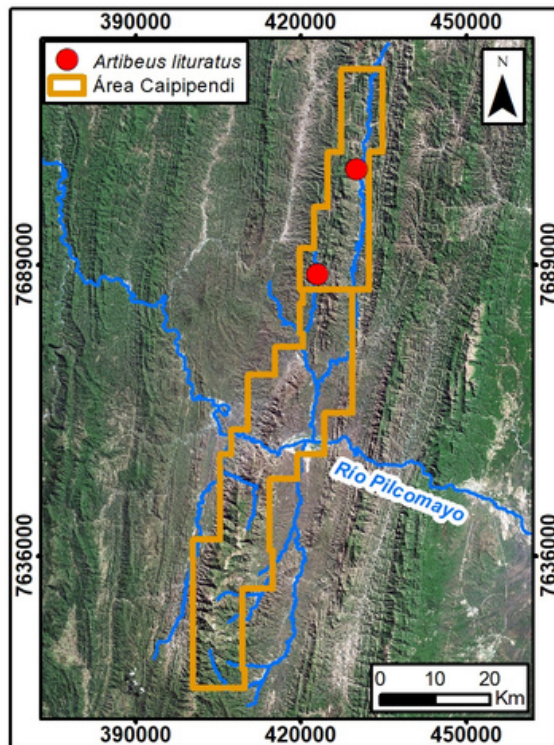 390000 420000 450000
Artibeus lituratus
Área Caipipendi
N
7689000 7689000
Río Pilcomayo
7636000 7636000
0 10 20
Km
390000 420000 450000